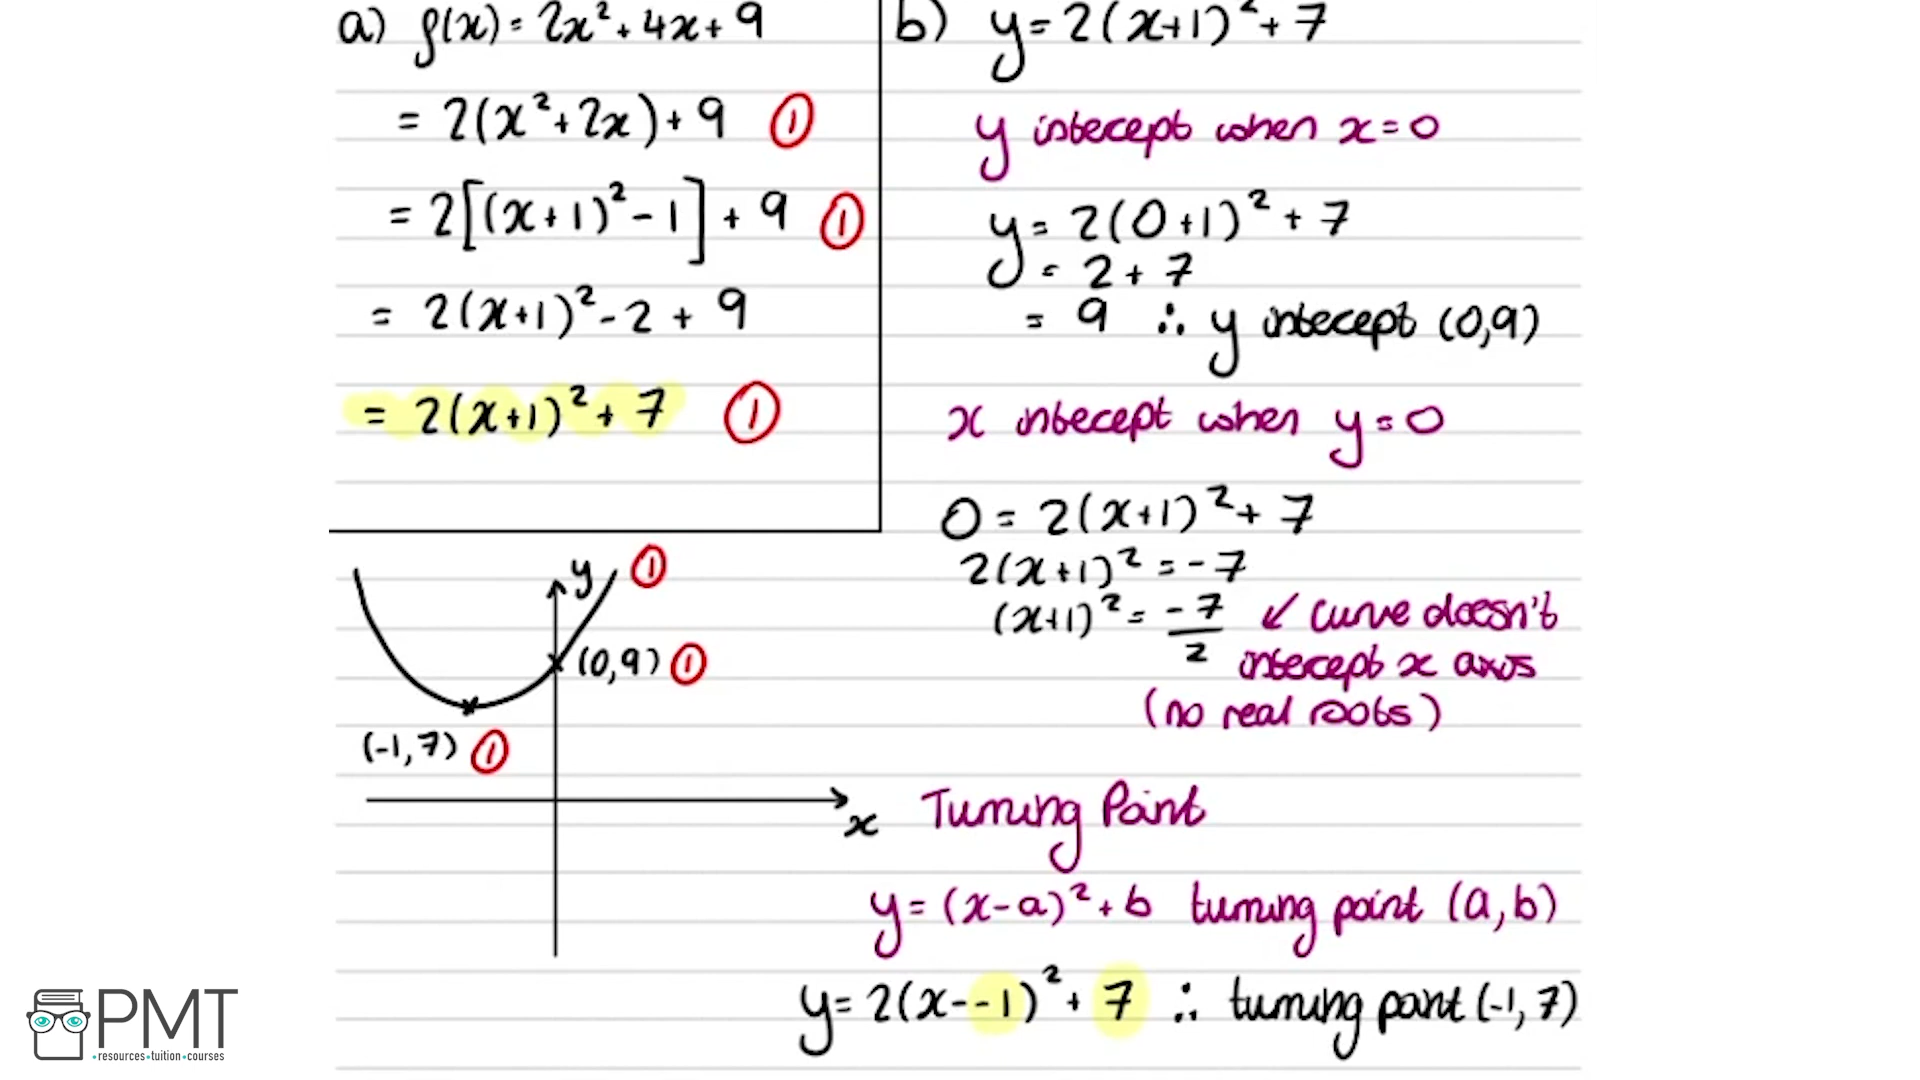 a) f(x) = 2x² + 4x + 9
= 2(x² + 2x) + 9 ①
= 2[(x+1)² - 1] + 9 ①
= 2(x+1)² - 2 + 9
= 2(x+1)² + 7 ①
y ①
(0,9) ①
(-1,7) ①
x
b) y = 2(x+1)² + 7
y intecept when x = 0
y = 2(0+1)² + 7
= 2 + 7
= 9 ∴ y intecept (0,9)
x intecept when y = 0
0 = 2(x+1)² + 7
2(x+1)² = -7
(x+1)² = -7/2 ↙ curve doesn't
intecept x axis
(no real roots)
Turning Point
y = (x-a)² + b turning point (a,b)
y = 2(x--1)² + 7 ∴ turning point (-1,7)
PMT
•resources•tuition•courses